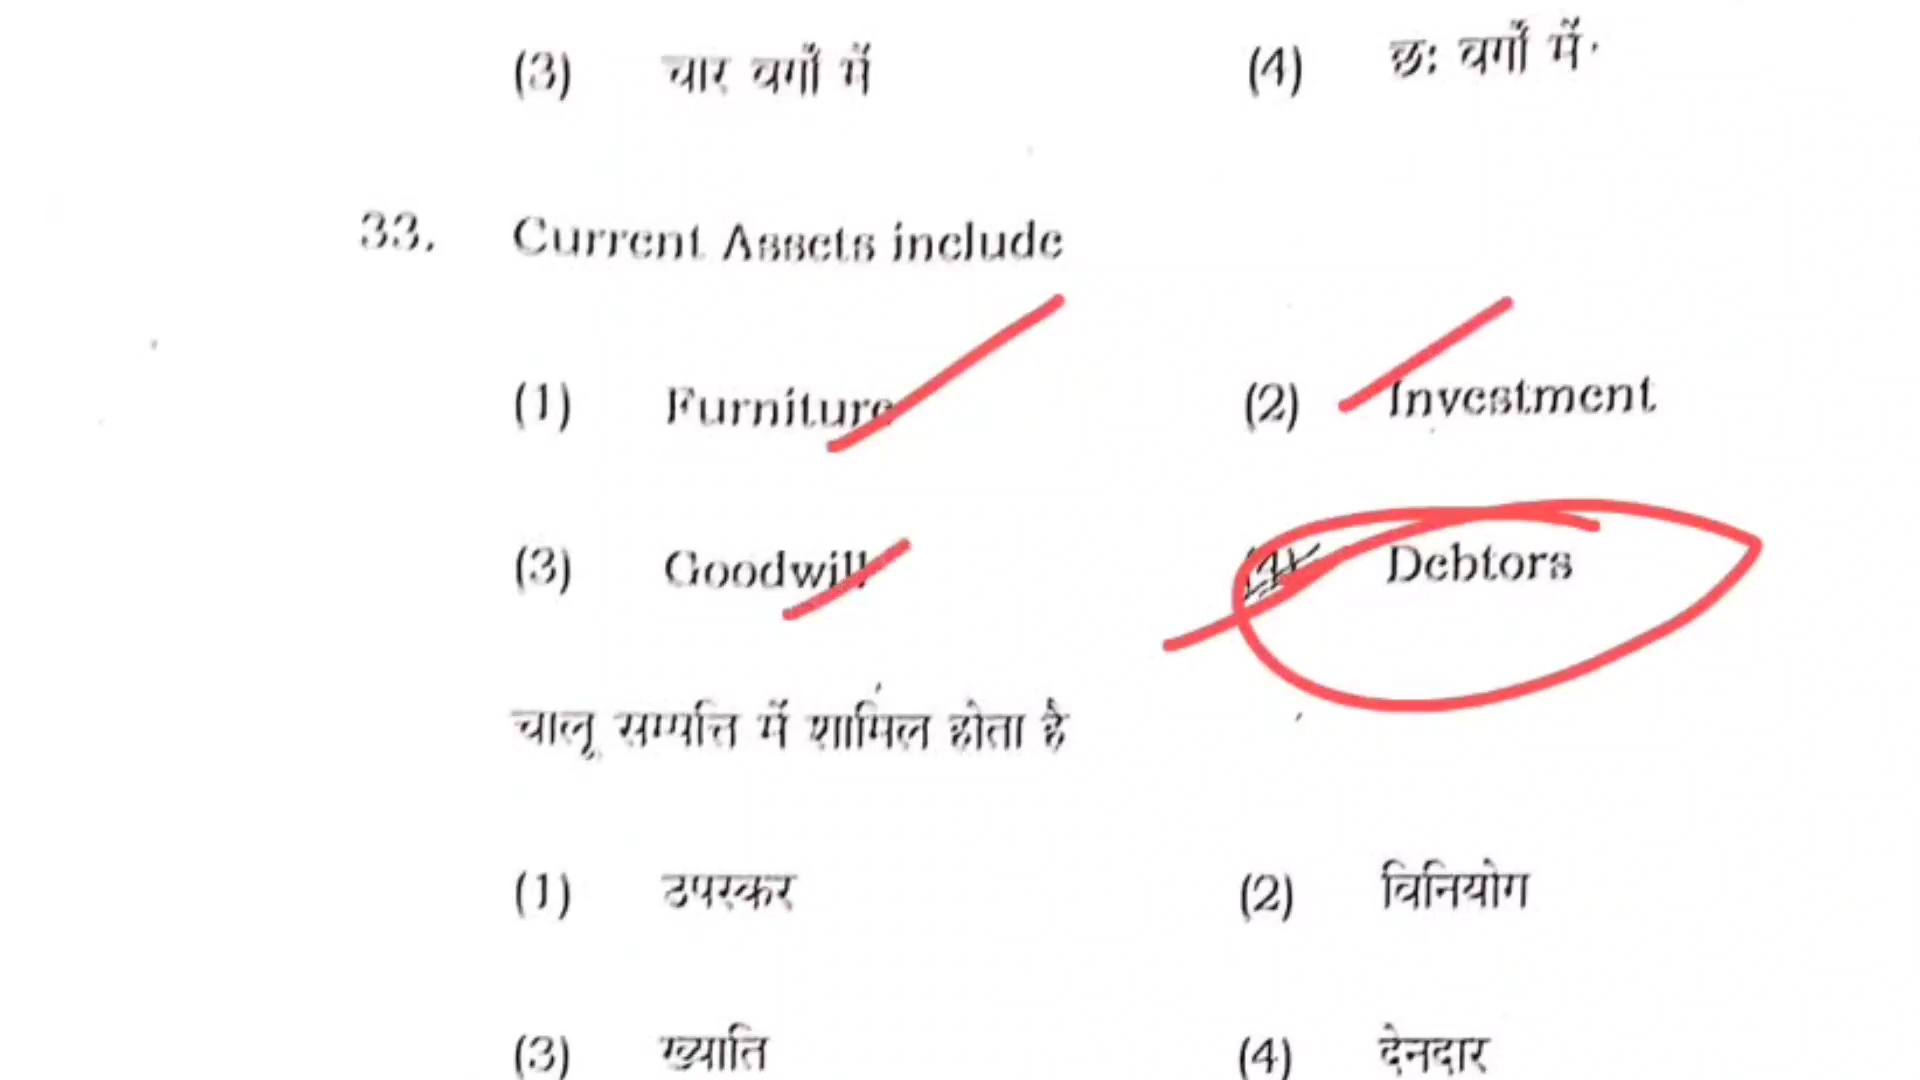 (3) चार वर्गों में (4) छः वर्गों में
33. Current Assets include
(1) Furniture (2) Investment
(3) Goodwill (4) Debtors
चालू सम्पत्ति में शामिल होता है
(1) उपस्कर (2) विनियोग
(3) ख्याति (4) देनदार